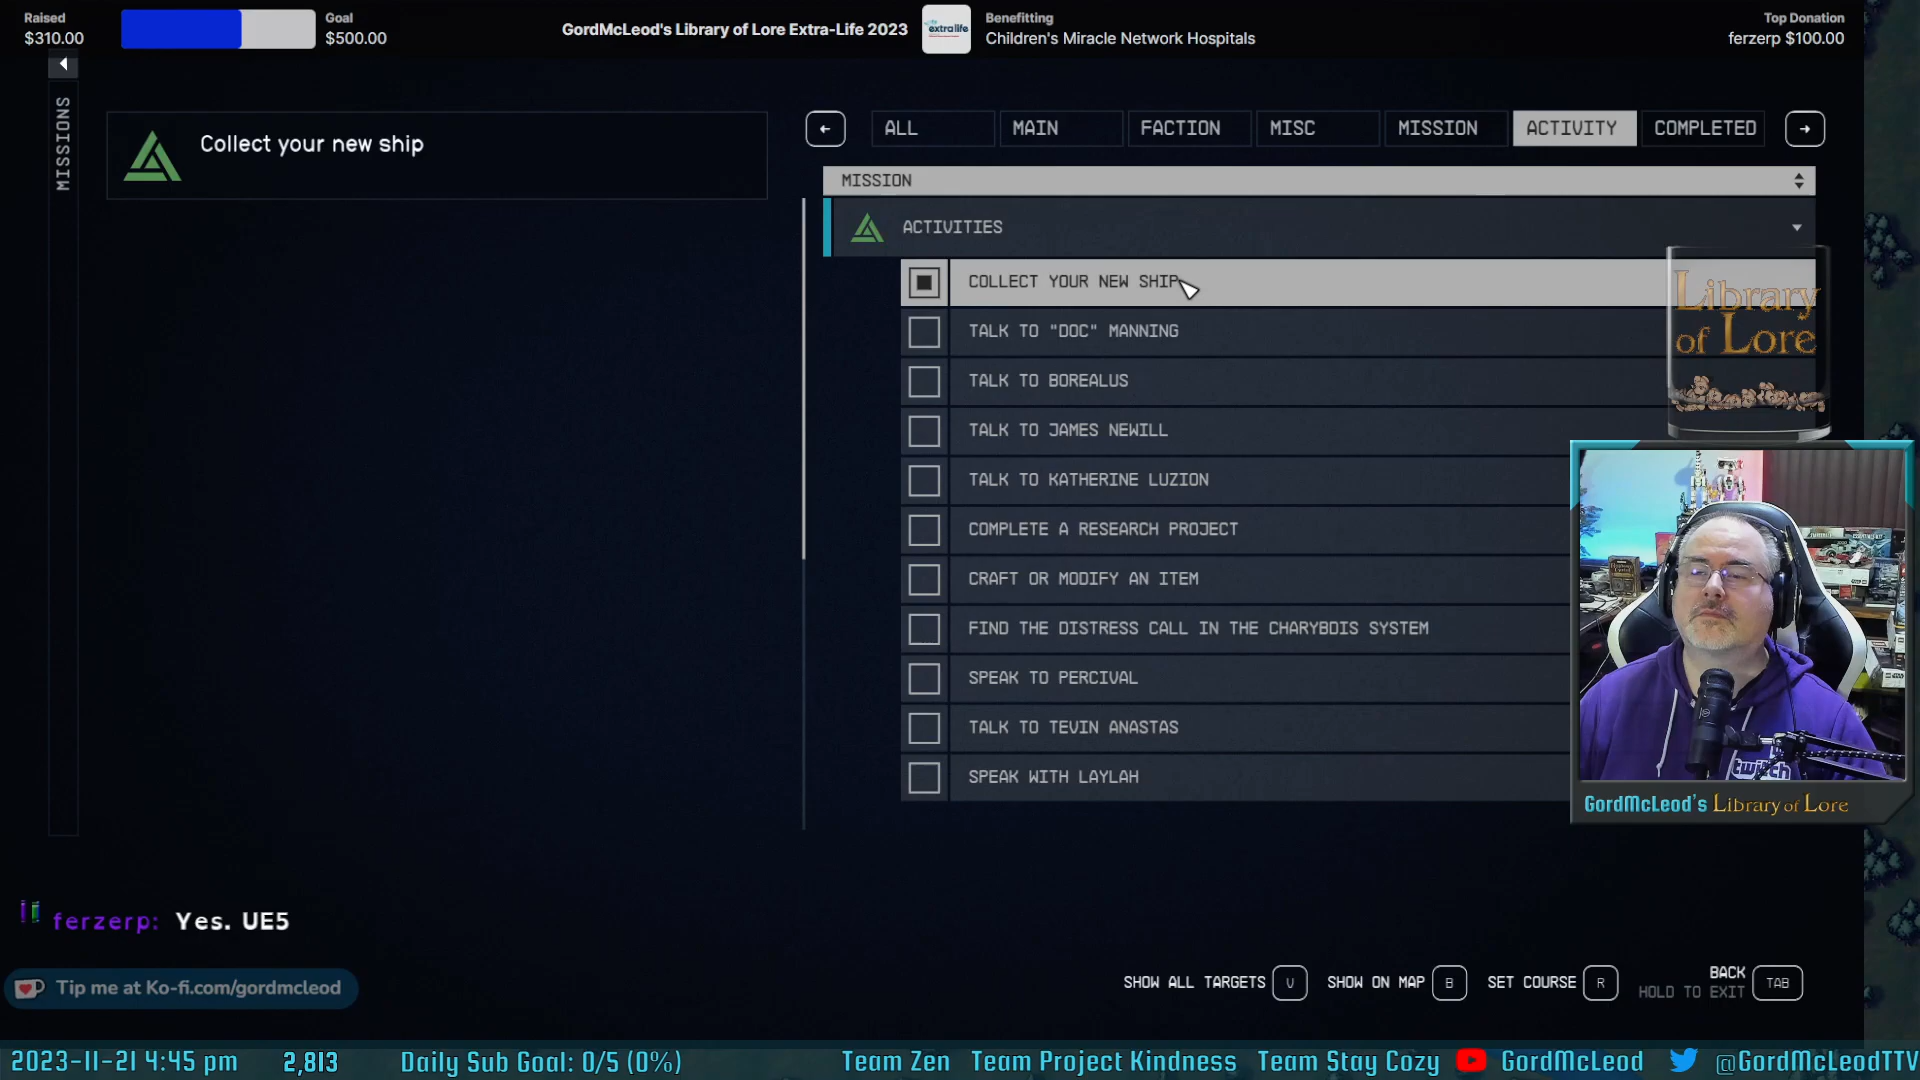 Raised
$310.00
Goal
$500.00
GordMcLeod's Library of Lore Extra-Life 2023
extralife
Benefitting
Children's Miracle Network Hospitals
Top Donation
ferzerp $100.00
MISSIONS
Collect your new ship
ALL
MAIN
FACTION
MISC
MISSION
ACTIVITY
COMPLETED
MISSION
ACTIVITIES
COLLECT YOUR NEW SHIP
TALK TO "DOC" MANNING
TALK TO BOREALUS
TALK TO JAMES NEWILL
TALK TO KATHERINE LUZION
COMPLETE A RESEARCH PROJECT
CRAFT OR MODIFY AN ITEM
FIND THE DISTRESS CALL IN THE CHARYBDIS SYSTEM
SPEAK TO PERCIVAL
TALK TO TEVIN ANASTAS
SPEAK WITH LAYLAH
Library
of Lore
twitch
GordMcLeod's Library of Lore
ferzerp: Yes. UE5
Tip me at Ko-fi.com/gordmcleod
SHOW ALL TARGETS V
SHOW ON MAP B
SET COURSE R
BACK
HOLD TO EXIT
TAB
2023-11-21 4:45 pm
2,813
Daily Sub Goal: 0/5 (0%)
Team Zen
Team Project Kindness
Team Stay Cozy
GordMcLeod
@GordMcLeodTTV